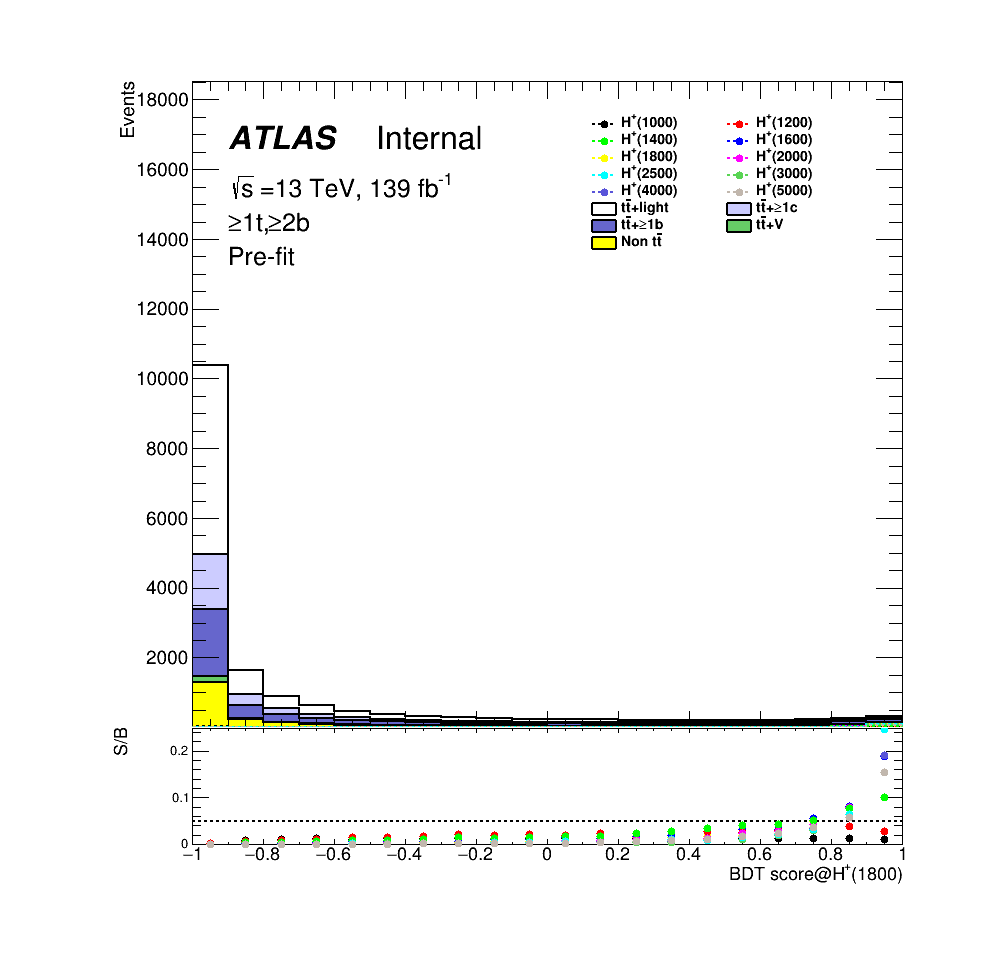 Events
18000
16000
14000
12000
10000
8000
6000
4000
2000
ATLAS Internal
√s =13 TeV, 139 fb⁻¹
≥1t,≥2b
Pre-fit
H⁺(1000) H⁺(1200)
H⁺(1400) H⁺(1600)
H⁺(1800) H⁺(2000)
H⁺(2500) H⁺(3000)
H⁺(4000) H⁺(5000)
tt̄+light tt̄+≥1c
tt̄+≥1b tt̄+V
Non tt̄
S/B
0.2
0.1
0
−1 −0.8 −0.6 −0.4 −0.2 0 0.2 0.4 0.6 0.8 1
BDT score@H⁺(1800)